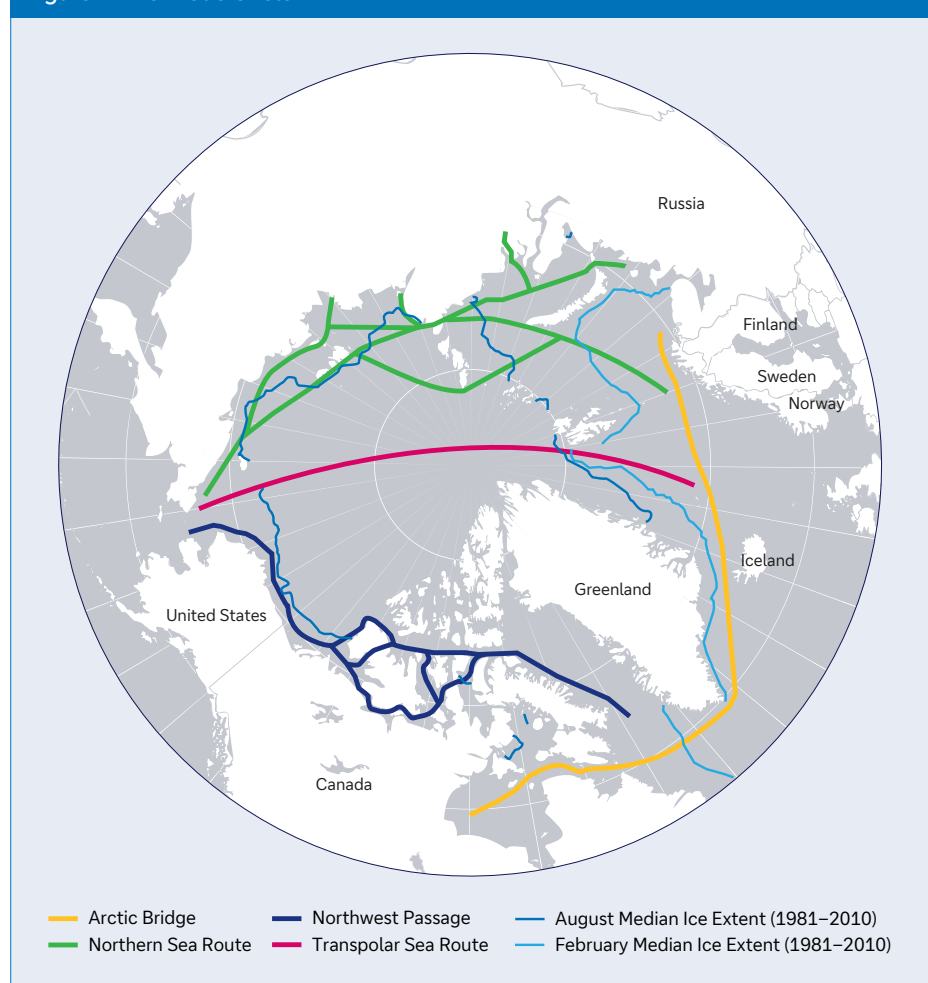 Russia
Finland
Sweden
Norway
Iceland
Greenland
United States
Canada
Arctic Bridge
Northwest Passage
August Median Ice Extent (1981–2010)
Northern Sea Route
Transpolar Sea Route
February Median Ice Extent (1981–2010)